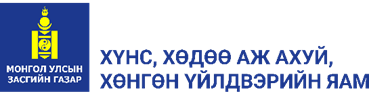 МОНГОЛ УЛСЫН
ЗАСГИЙН ГАЗАР
ХҮНС, ХӨДӨӨ АЖ АХУЙ,
ХӨНГӨН ҮЙЛДВЭРИЙН ЯАМ